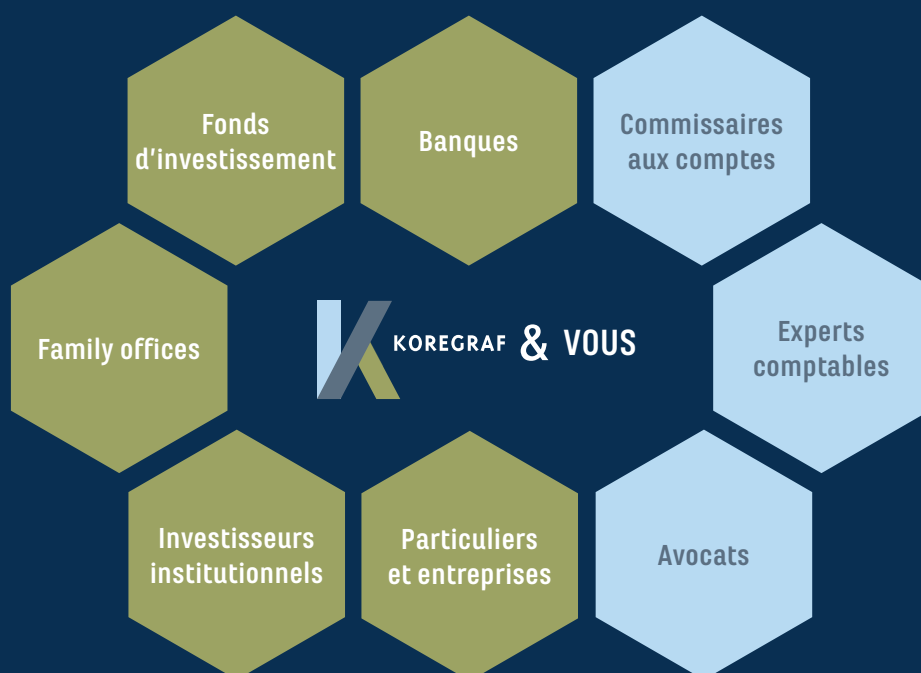 Fonds
d'investissement
Banques
Commissaires
aux comptes
Family offices
KOREGRAF & VOUS
Experts
comptables
Investisseurs
institutionnels
Particuliers
et entreprises
Avocats